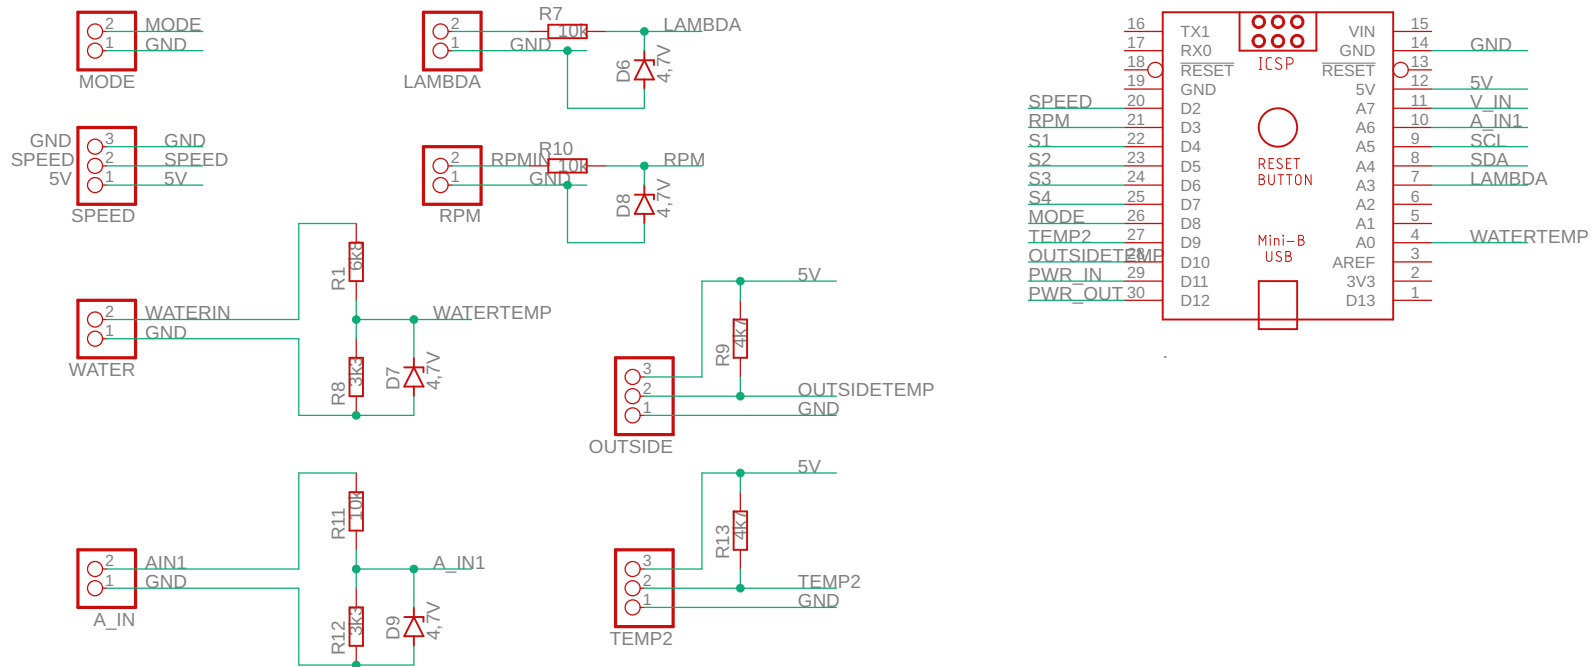 2 MODE
1 GND
MODE
GND 3 GND
SPEED 2 SPEED
5V 1 5V
SPEED
2 WATERIN
1 GND
WATER
R1 6k8
WATERTEMP
R8 3k3
D7 4,7V
2 AIN1
1 GND
A_IN
R11 10k
A_IN1
R12 3k3
D9 4,7V
2 R7 10k LAMBDA
1 GND
LAMBDA
D6 4,7V
2 RPMIN R10 10k RPM
1 GND
RPM
D8 4,7V
5V
R9 4k7
3
2 OUTSIDETEMP
1 GND
OUTSIDE
5V
R13 4k7
3
2 TEMP2
1 GND
TEMP2
16 TX1
17 RX0
18 RESET
19 GND
SPEED 20 D2
RPM 21 D3
S1 22 D4
S2 23 D5
S3 24 D6
S4 25 D7
MODE 26 D8
TEMP2 27 D9
OUTSIDETEMP 28 D10
PWR_IN 29 D11
PWR_OUT 30 D12
ICSP
RESET
BUTTON
Mini-B
USB
VIN 15
GND 14 GND
RESET 13
5V 12 5V
A7 11 V_IN
A6 10 A_IN1
A5 9 SCL
A4 8 SDA
A3 7 LAMBDA
A2 6
A1 5
A0 4 WATERTEMP
AREF 3
3V3 2
D13 1